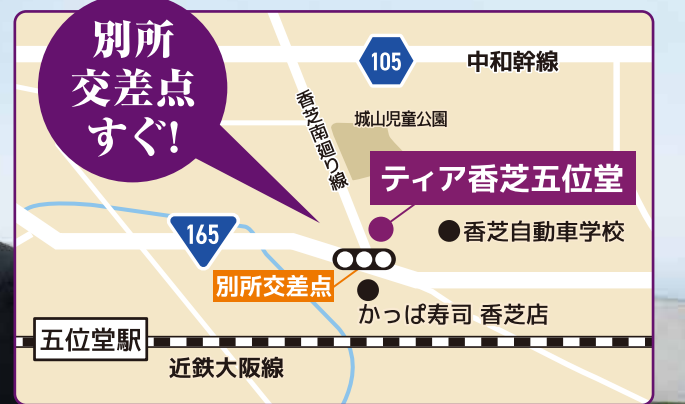 別所
交差点
すぐ!
105
中和幹線
香芝南廻り線
城山児童公園
ティア香芝五位堂
香芝自動車学校
165
別所交差点
かっぱ寿司 香芝店
五位堂駅
近鉄大阪線